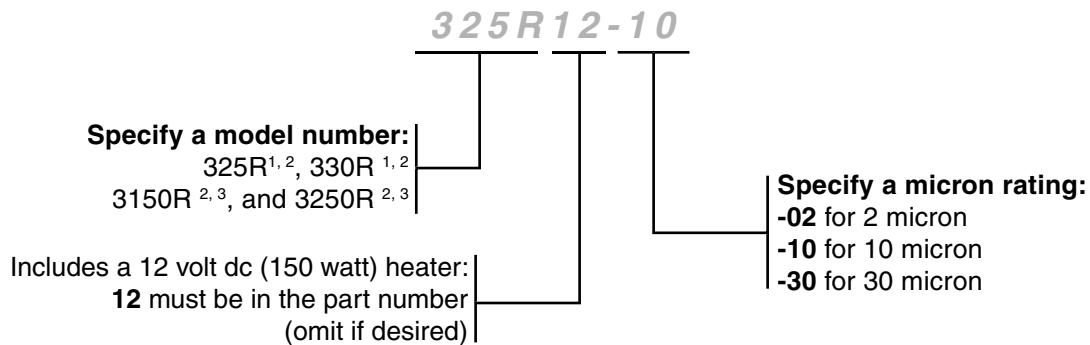 325R12-10
Specify a model number:
325R1, 2, 330R 1, 2
3150R 2, 3, and 3250R 2, 3
Includes a 12 volt dc (150 watt) heater:
12 must be in the part number
(omit if desired)
Specify a micron rating:
-02 for 2 micron
-10 for 10 micron
-30 for 30 micron